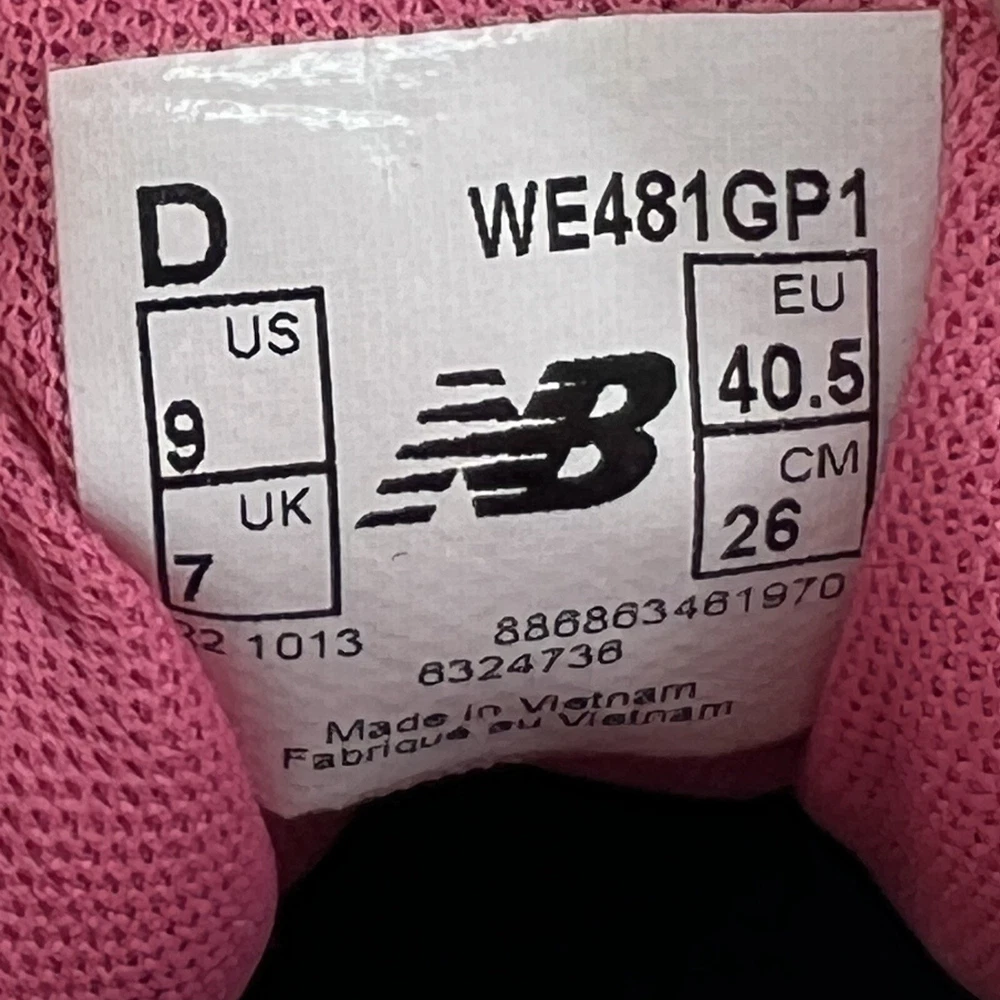 D
WE481GP1
US
9
UK
7
NB
EU
40.5
CM
26
1013
886863461970
6324736
Made in Vietnam
Fabriqué au Vietnam